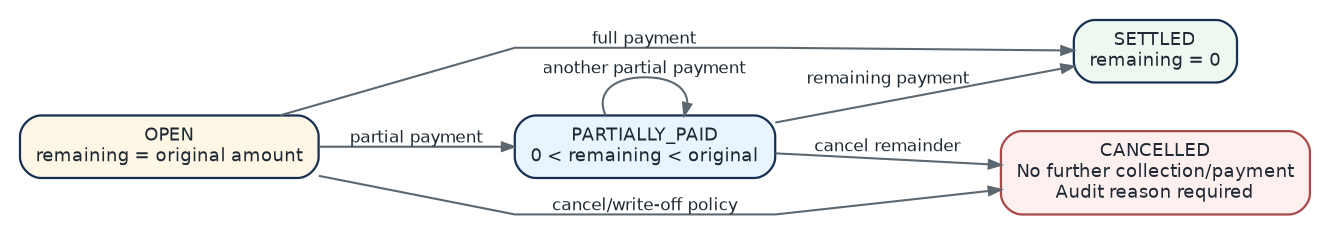 full payment
SETTLED
remaining = 0
another partial payment
remaining payment
OPEN
remaining = original amount
partial payment
PARTIALLY_PAID
0 < remaining < original
cancel remainder
CANCELLED
No further collection/payment
Audit reason required
cancel/write-off policy